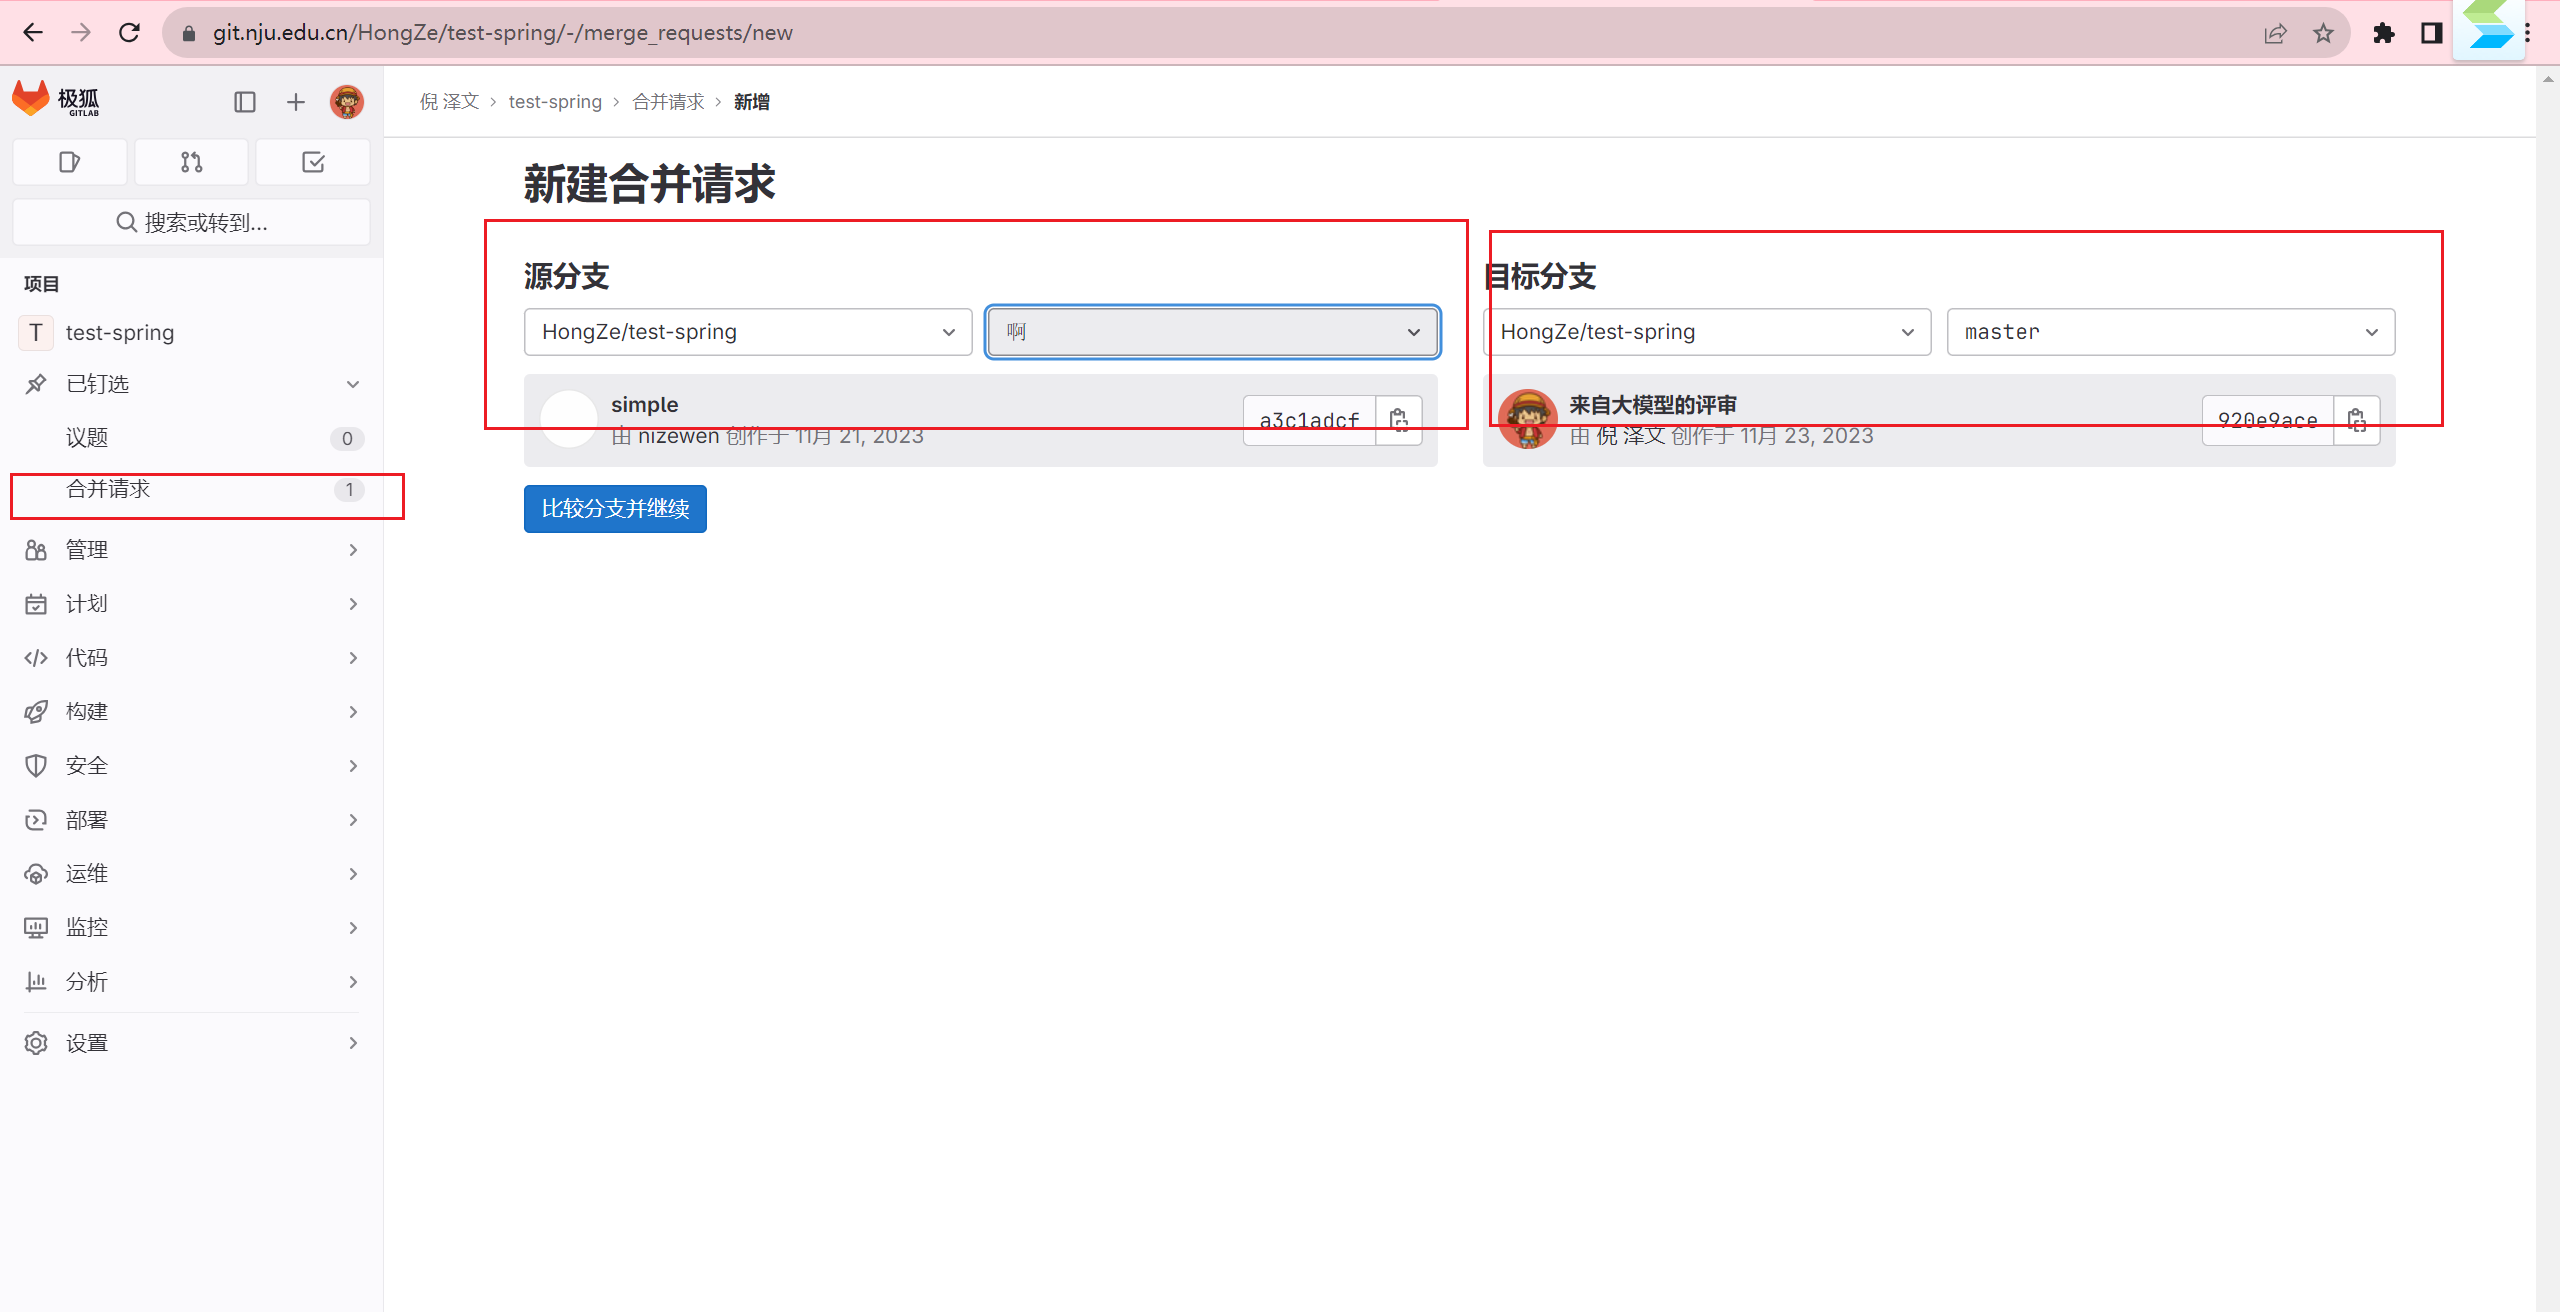 git.nju.edu.cn/HongZe/test-spring/-/merge_requests/new
极狐
GITLAB
搜索或转到...
项目
T test-spring
已钉选
议题 0
合并请求 1
管理
计划
代码
构建
安全
部署
运维
监控
分析
设置
倪 泽文 › test-spring › 合并请求 › 新增
新建合并请求
源分支
HongZe/test-spring
啊
simple
由 nizewen 创作于 11月 21, 2023
a3c1adcf
目标分支
HongZe/test-spring
master
来自大模型的评审
由 倪 泽文 创作于 11月 23, 2023
920e9ace
比较分支并继续